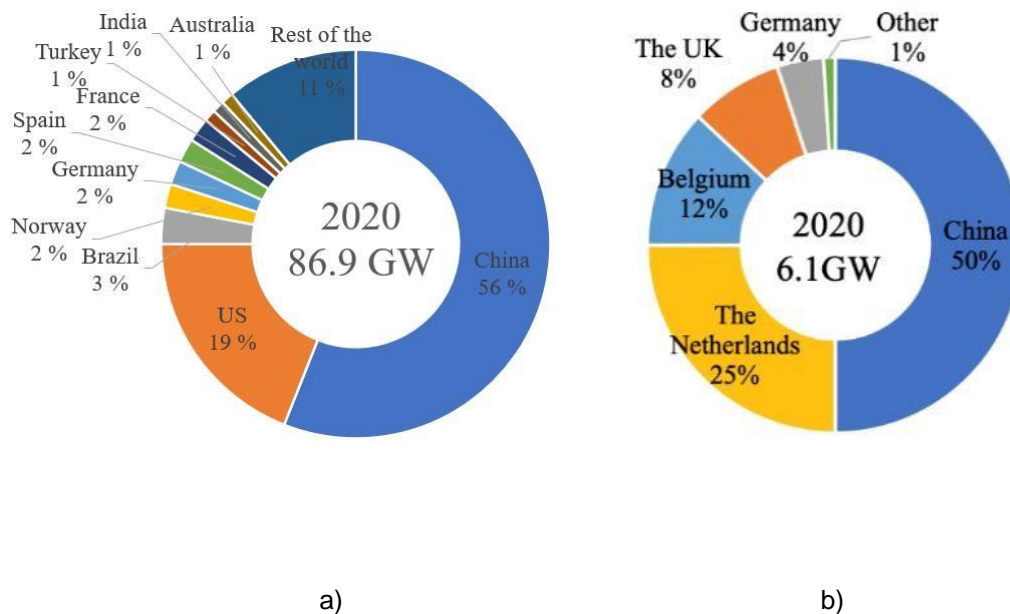 India
1 %
Australia
1 %
Rest of the
world
11 %
Turkey
1 %
France
2 %
Spain
2 %
Germany
2 %
Norway
2 %
Brazil
3 %
US
19 %
China
56 %
2020
86.9 GW
a)
Germany
4%
Other
1%
The UK
8%
Belgium
12%
The
Netherlands
25%
China
50%
2020
6.1GW
b)